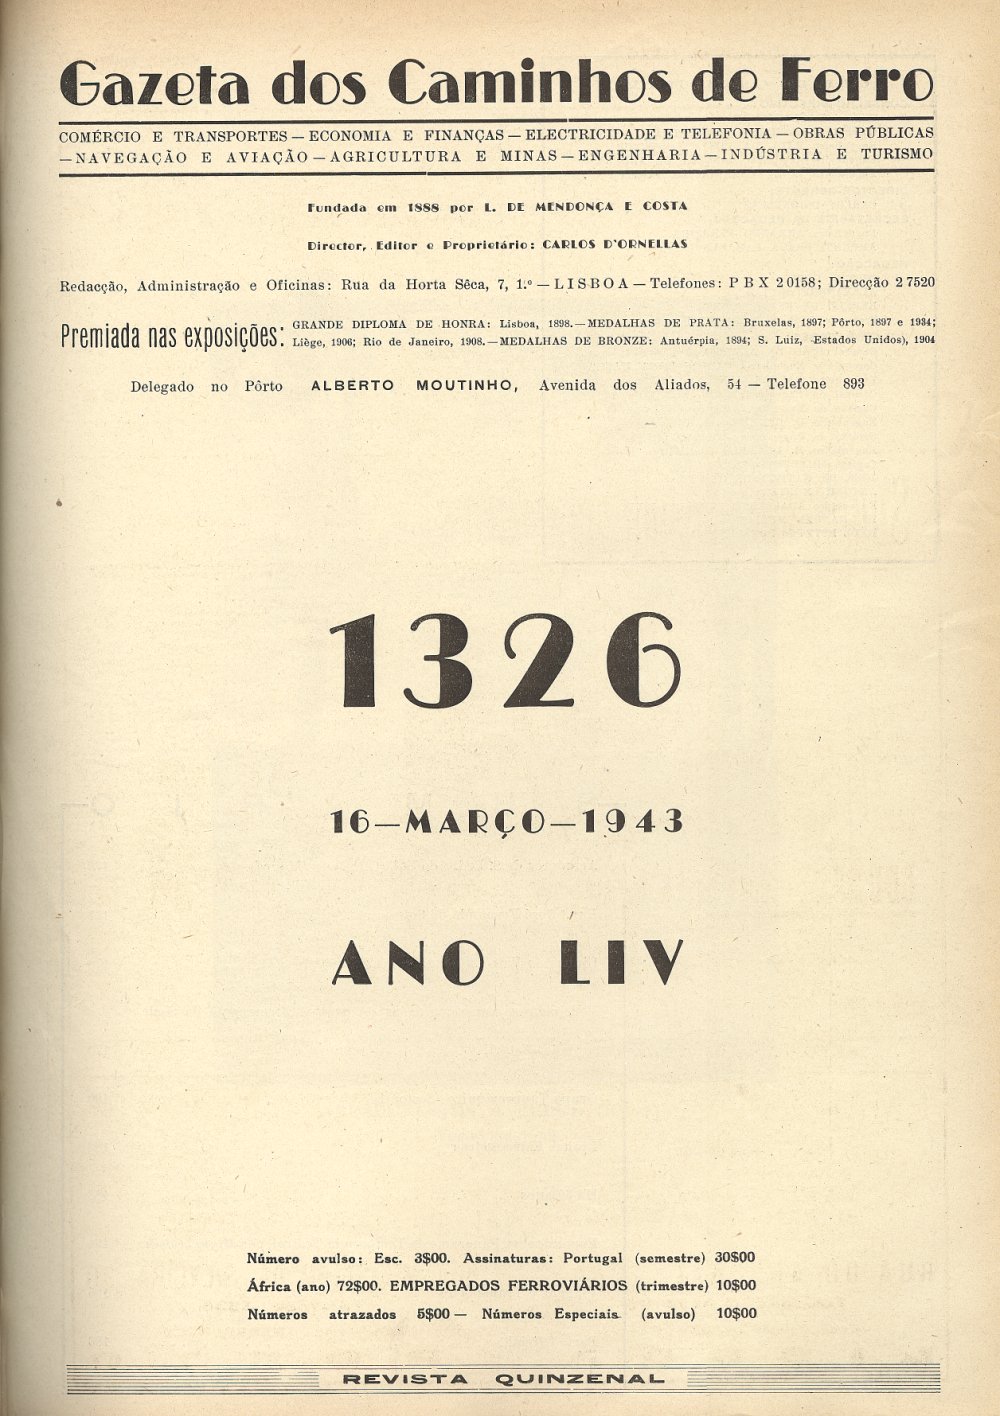 Gazeta dos Caminhos de Ferro
COMÉRCIO E TRANSPORTES — ECONOMIA E FINANÇAS — ELECTRICIDADE E TELEFONIA — OBRAS PÚBLICAS
— NAVEGAÇÃO E AVIAÇÃO — AGRICULTURA E MINAS — ENGENHARIA — INDÚSTRIA E TURISMO
Fundada em 1888 por L. DE MENDONÇA E COSTA
Director, Editor e Proprietário: CARLOS D'ORNELLAS
Redacção, Administração e Oficinas: Rua da Horta Sêca, 7, 1.º — LISBOA — Telefones: PBX 20158; Direcção 27520
Premiada nas exposições:
GRANDE DIPLOMA DE HONRA: Lisboa, 1898. — MEDALHAS DE PRATA: Bruxelas, 1897; Pôrto, 1897 e 1934;
Liège, 1906; Rio de Janeiro, 1908. — MEDALHAS DE BRONZE: Antuérpia, 1894; S. Luiz, Estados Unidos), 1904
Delegado no Pôrto ALBERTO MOUTINHO, Avenida dos Aliados, 54 — Telefone 893
1326
16—MARÇO—1943
ANO LIV
Número avulso: Esc. 3$00. Assinaturas: Portugal (semestre) 30$00
África (ano) 72$00. EMPREGADOS FERROVIÁRIOS (trimestre) 10$00
Números atrazados 5$00 — Números Especiais (avulso) 10$00
REVISTA QUINZENAL